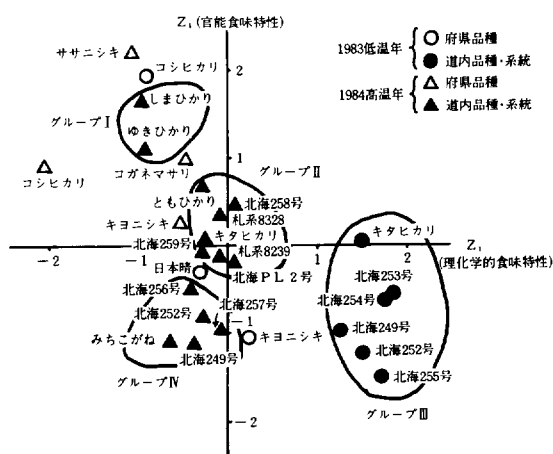 Z₁(官能食味特性)
1983低温年
○ 府県品種
● 道内品種・系統
1984高温年
△ 府県品種
▲ 道内品種・系統
ササニシキ
コシヒカリ
2
しまひかり
グループⅠ
ゆきひかり
コガネマサリ
1
コシヒカリ
グループⅡ
ともひかり
北海258号
札系8328
キヨニシキ
キタヒカリ
キタヒカリ
北海259号
札系8239
-2
-1
1
2
Z₁
(理化学的食味特性)
日本晴
北海PL2号
北海253号
北海256号
北海257号
北海254号
北海252号
-1
みちこがね
キヨニシキ
北海249号
北海249号
北海252号
グループⅣ
北海255号
グループⅢ
-2